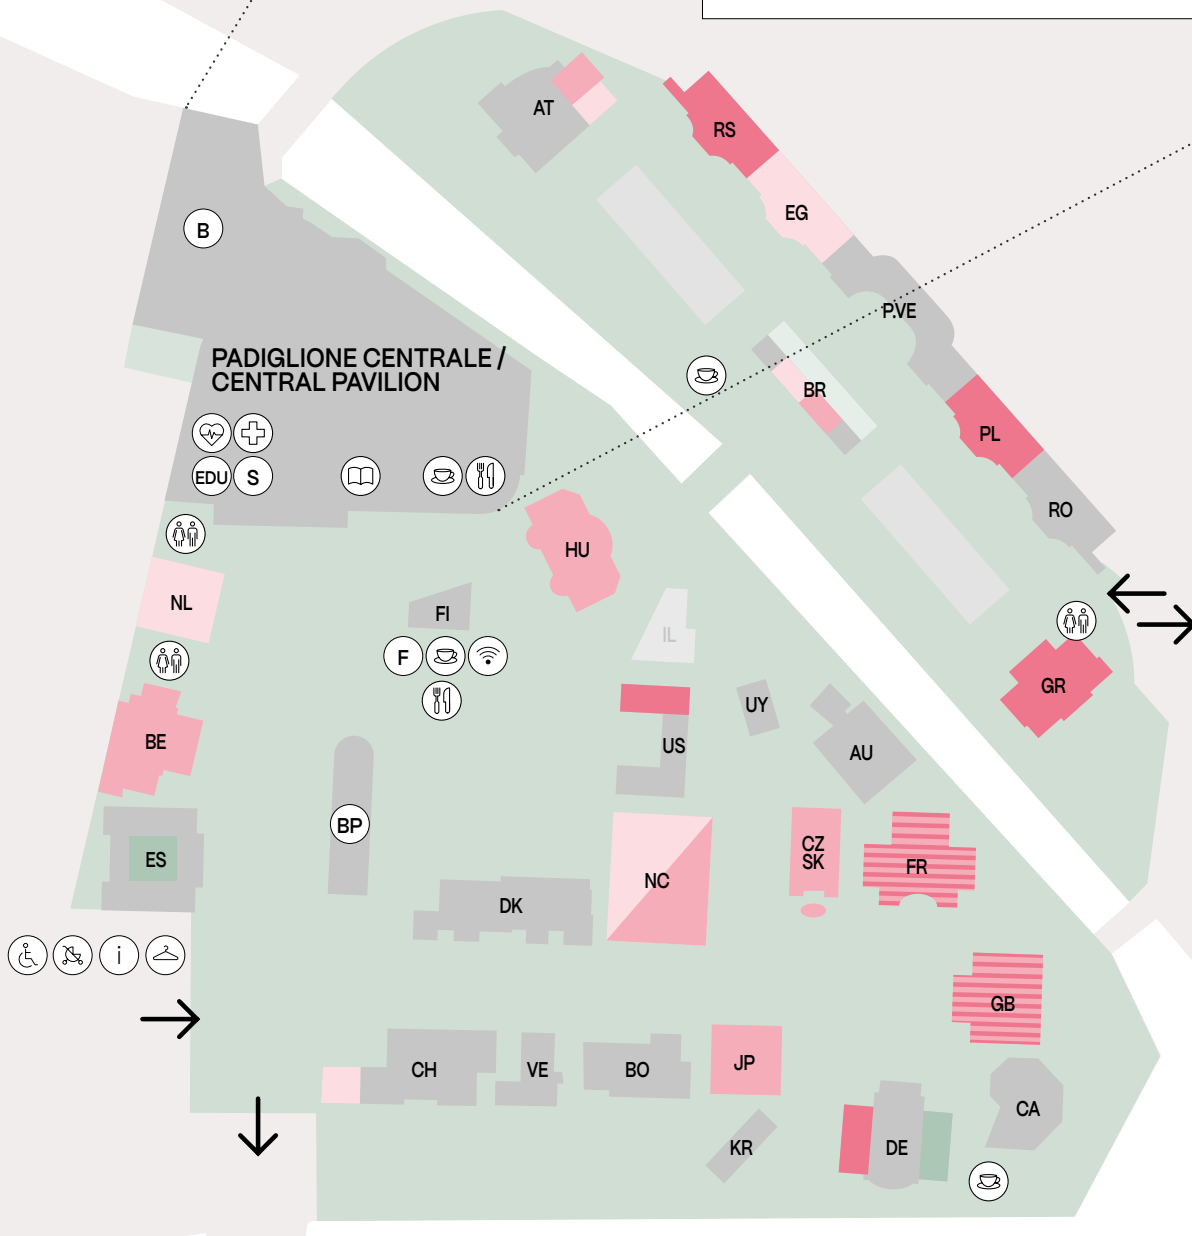 AT
RS
EG
B
P.VE
PADIGLIONE CENTRALE /
CENTRAL PAVILION
BR
PL
EDU
S
RO
HU
NL
FI
IL
F
GR
UY
BE
US
AU
BP
CZ
SK
ES
FR
NC
DK
i
GB
CH
VE
BO
JP
CA
KR
DE